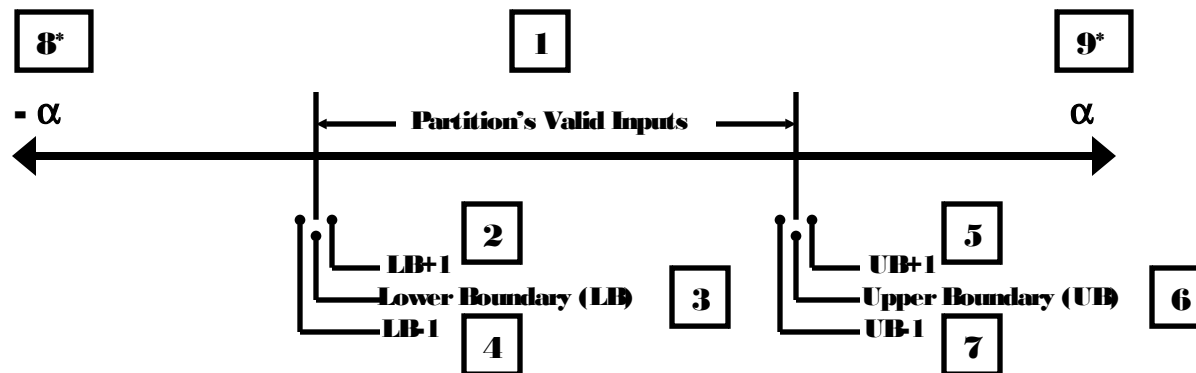 8*
1
9*
- α
Partition's Valid Inputs
α
2
5
LB+1
UB+1
Lower Boundary (LB)
3
Upper Boundary (UB)
6
LB-1
4
UB-1
7